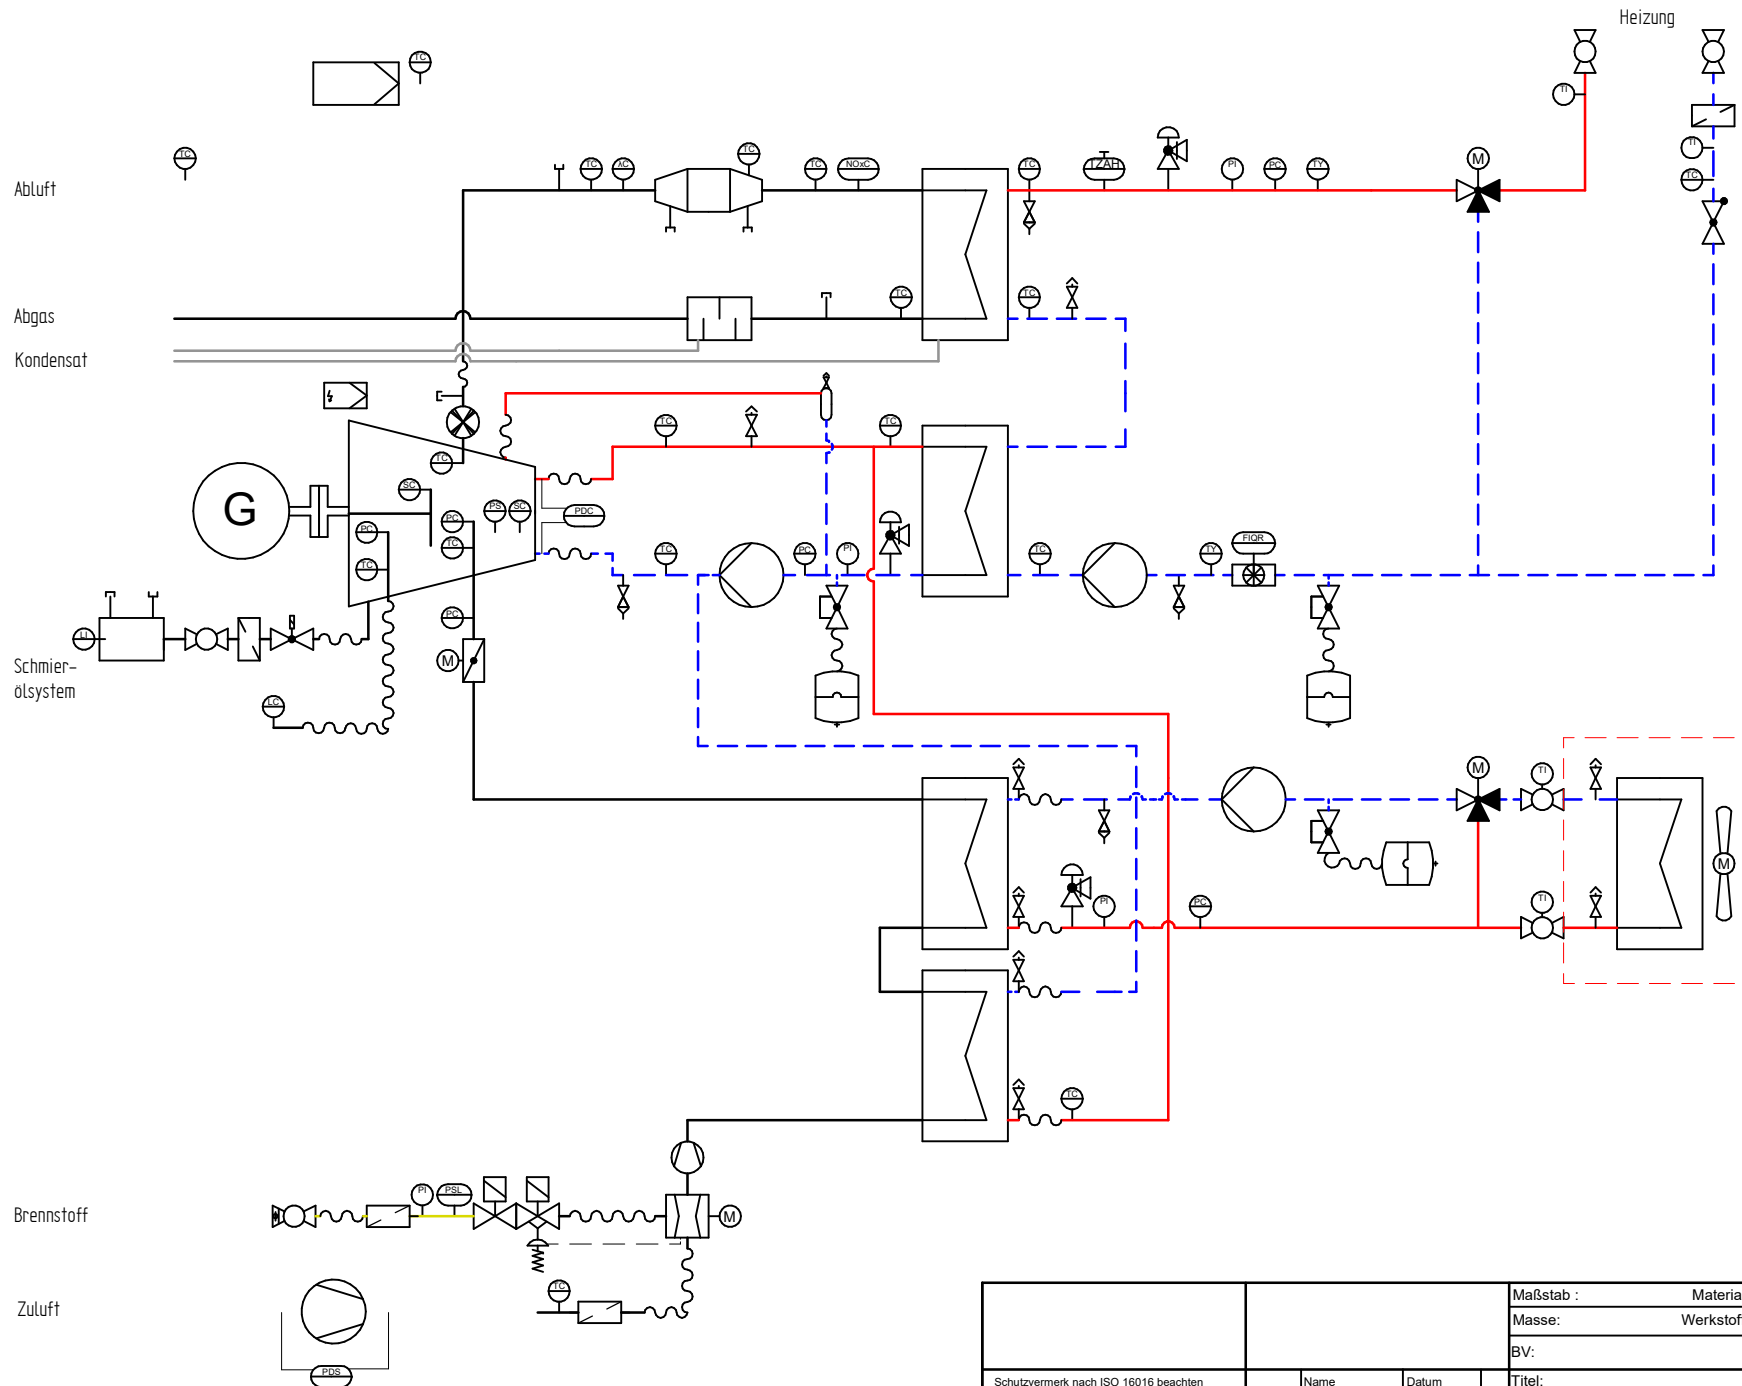 Heizung
TC
TI
TC
TC
TC
λC
TC
NOxC
TC
TZAH
PI
PC
TY
M
TI
TC
Abluft
Abgas
TC
TC
Kondensat
TC
TC
TC
SC
G
PC
TC
PC
TC
PS
SC
PDC
TC
PC
PI
TC
TY
FIQR
PC
LI
M
Schmier-
ölsystem
LC
M
TI
M
PI
PC
TI
TC
Brennstoff
PI
PSL
M
TC
Zuluft
PDS
Maßstab :
Materia
Masse:
Werkstof
BV:
Schutzvermerk nach ISO 16016 beachten
Name
Datum
Titel: